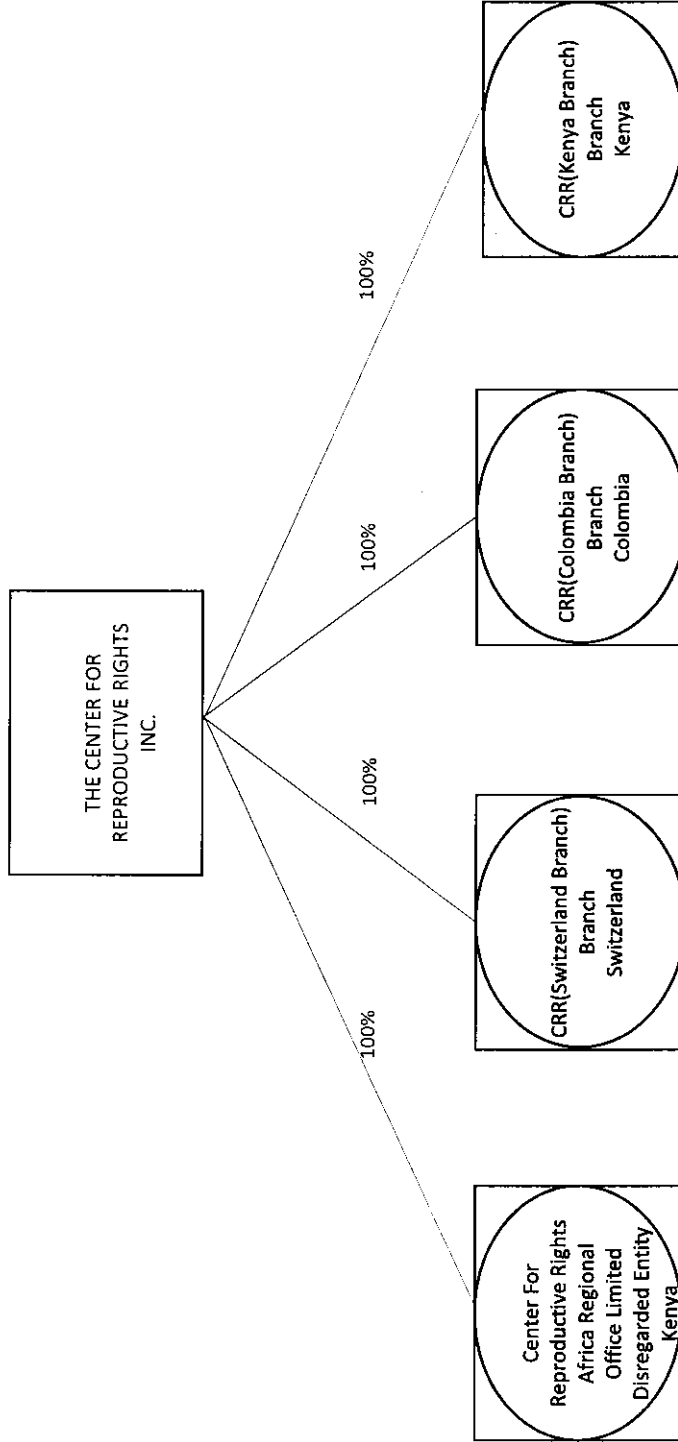 THE CENTER FOR
REPRODUCTIVE RIGHTS
INC.
100%
100%
100%
100%
Center For
Reproductive Rights
Africa Regional
Office Limited
Disregarded Entity
Kenya
CRR(Switzerland Branch)
Branch
Switzerland
CRR(Colombia Branch)
Branch
Colombia
CRR(Kenya Branch)
Branch
Kenya